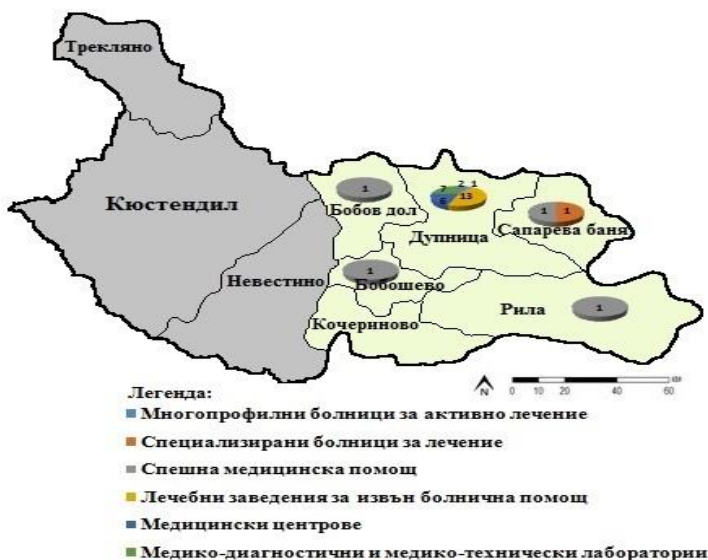 Трекляно
Кюстендил
Невестино
1
Бобов дол
7 2 1
6 13
Дупница
1 1
Сапарева баня
1
Бобошево
Кочериново
Рила
1
N
0 10 20 40 60 км
Легенда:
Многопрофилни болници за активно лечение
Специализирани болници за лечение
Спешна медицинска помощ
Лечебни заведения за извън болнична помощ
Медицински центрове
Медико-диагностични и медико-технически лаборатории